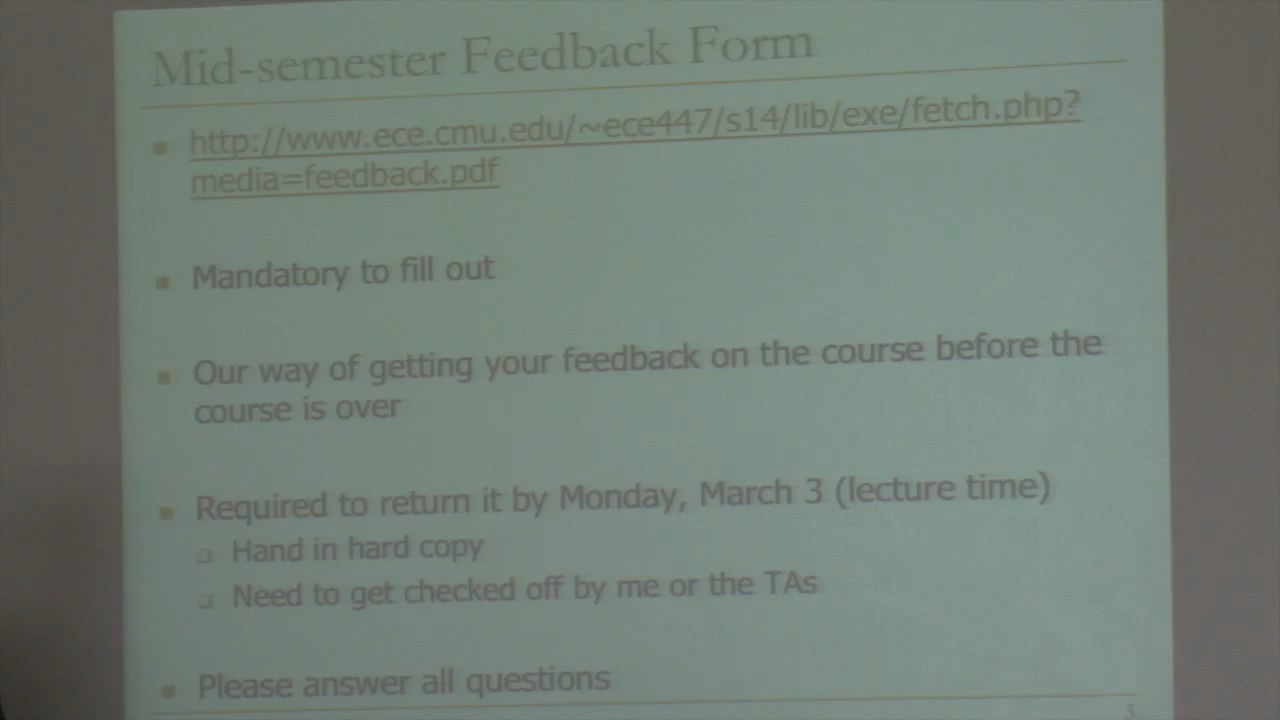 Mid-semester Feedback Form
http://www.ece.cmu.edu/~ece447/s14/lib/exe/fetch.php?
media=feedback.pdf
Mandatory to fill out
Our way of getting your feedback on the course before the
course is over
Required to return it by Monday, March 3 (lecture time)
Hand in hard copy
Need to get checked off by me or the TAs
Please answer all questions
3